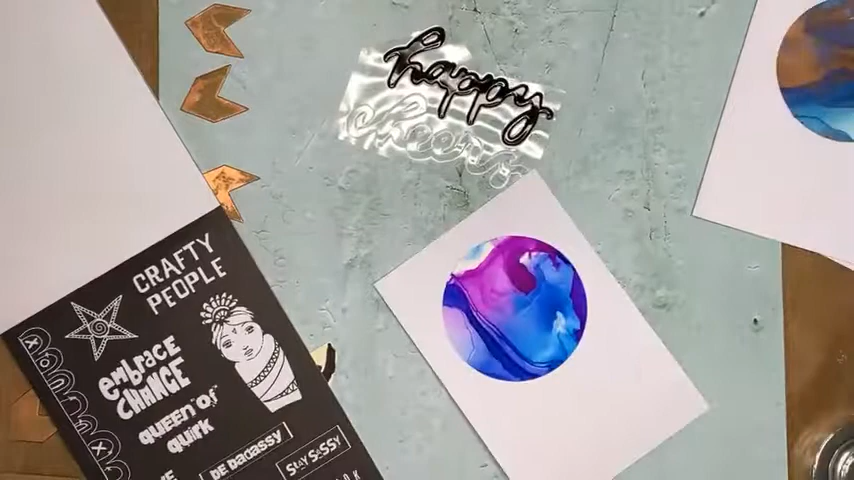 happy
CRAFTY
PEOPLE
embrace
CHANGE
QUEEN OF
QUIRK
BE BADASSY
STAY SASSY